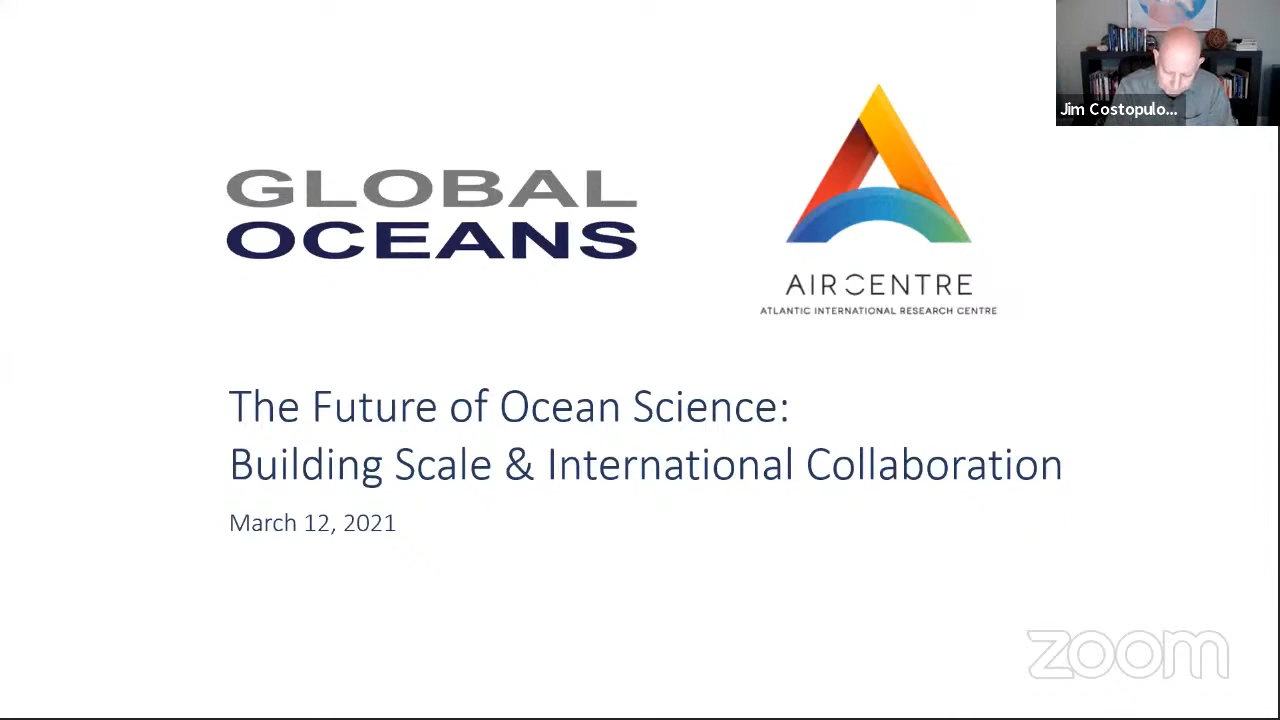 Jim Costopulo...
GLOBAL
OCEANS
AIR CENTRE
ATLANTIC INTERNATIONAL RESEARCH CENTRE
The Future of Ocean Science:
Building Scale & International Collaboration
March 12, 2021
zoom